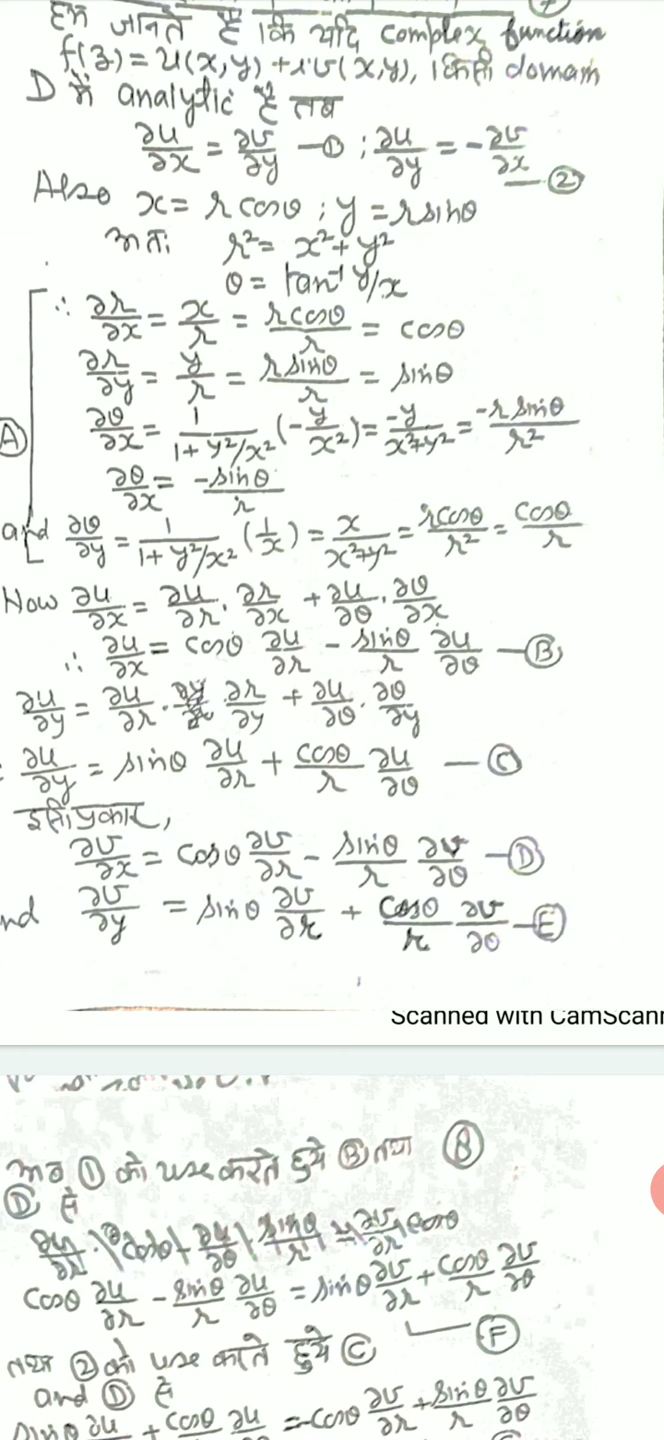 हम जानते हैं कि यदि complex function
f(z) = u(x,y) + iv(x,y), किसी domain
D में analytic है तब
∂u/∂x = ∂v/∂y —① ; ∂u/∂y = -∂v/∂x —②
Also x = r cosθ ; y = r sinθ
अतः r² = x² + y²
θ = tan⁻¹ y/x
∴ ∂r/∂x = x/r = r cosθ/r = cosθ
∂r/∂y = y/r = r sinθ/r = sinθ
Ⓐ ∂θ/∂x = 1/(1+y²/x²) (-y/x²) = -y/(x²+y²) = -r sinθ/r²
∂θ/∂x = -sinθ/r
and ∂θ/∂y = 1/(1+y²/x²) (1/x) = x/(x²+y²) = r cosθ/r² = cosθ/r
Now ∂u/∂x = ∂u/∂r . ∂r/∂x + ∂u/∂θ . ∂θ/∂x
∴ ∂u/∂x = cosθ ∂u/∂r - sinθ/r ∂u/∂θ —Ⓑ
∂u/∂y = ∂u/∂r . ∂r/∂y + ∂u/∂θ . ∂θ/∂y
∂u/∂y = sinθ ∂u/∂r + cosθ/r ∂u/∂θ —Ⓒ
इसी प्रकार,
∂v/∂x = cosθ ∂v/∂r - sinθ/r ∂v/∂θ —Ⓓ
nd ∂v/∂y = sinθ ∂v/∂r + cosθ/r ∂v/∂θ —Ⓔ
Scanned with CamScann
अब ① को use करते हुये Ⓑ तथा Ⓑ
Ⓓ से
cosθ ∂u/∂r - sinθ/r ∂u/∂θ = sinθ ∂v/∂r + cosθ/r ∂v/∂θ
—Ⓕ
तथा ② को use करते हुये Ⓒ
and Ⓓ से
sinθ ∂u + cosθ ∂u = -cosθ ∂v/∂r + sinθ/r ∂v/∂θ